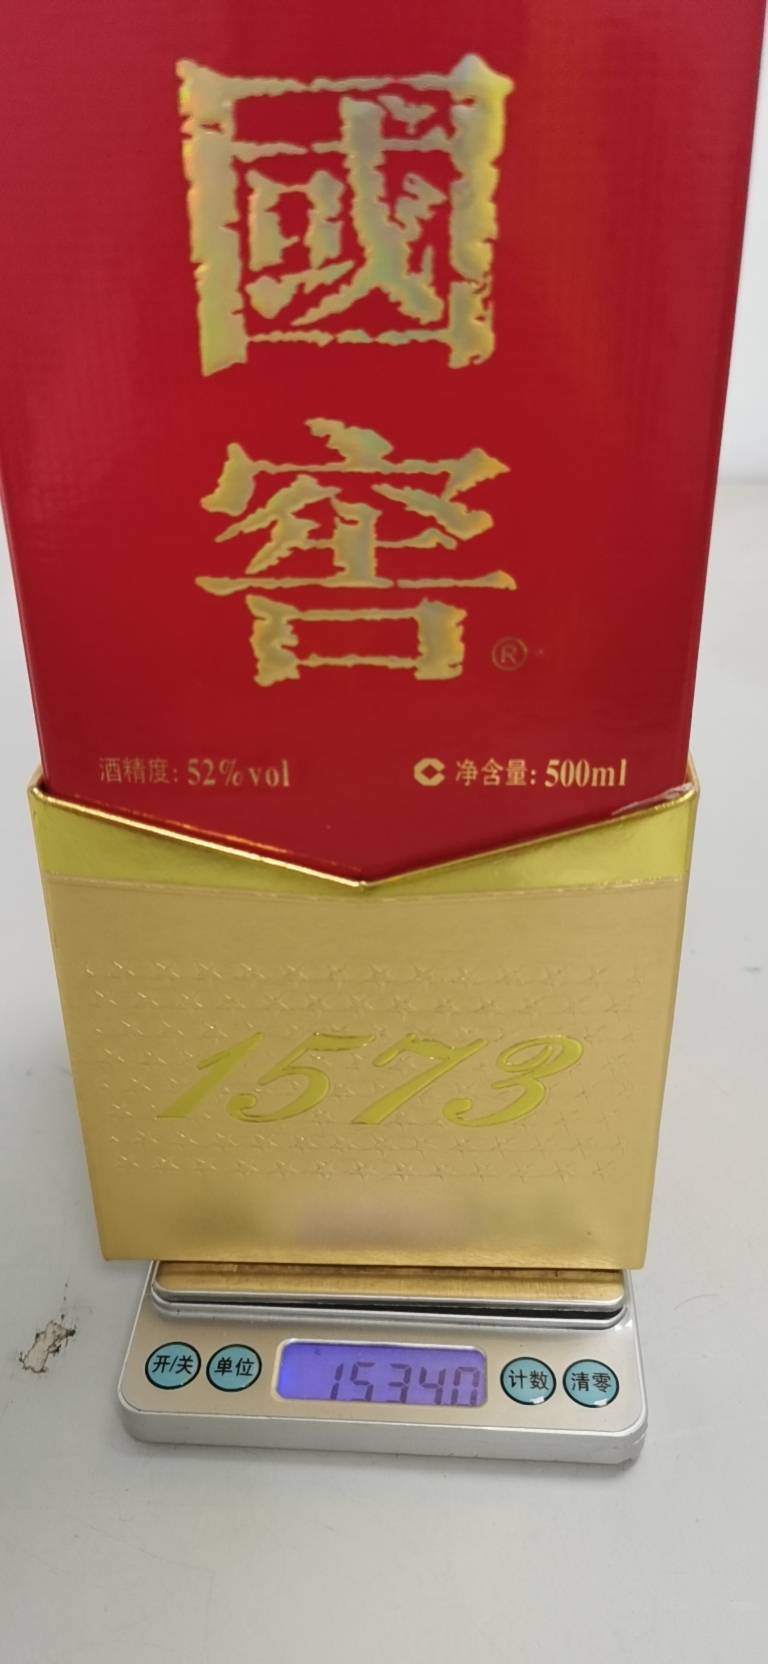 國
窖
®
酒精度: 52%vol
净含量: 500ml
1573
开/关 单位 1534.0 计数 清零